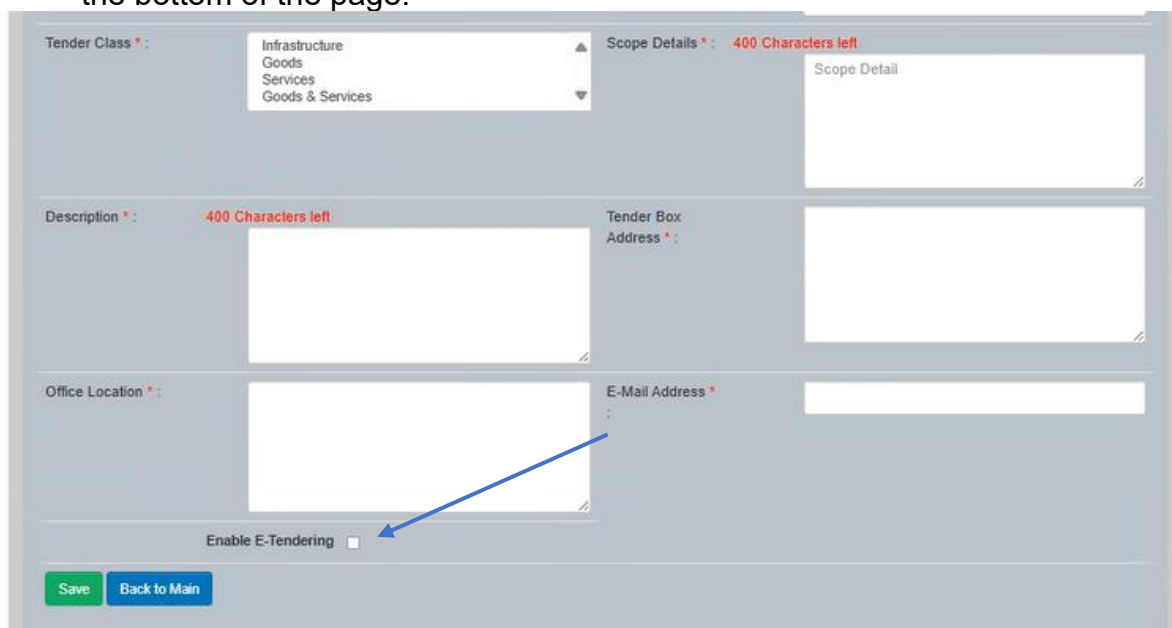 the bottom of the page.
Tender Class * :
Infrastructure
Goods
Services
Goods & Services
Scope Details * : 400 Characters left
Scope Detail
Description * : 400 Characters left
Tender Box
Address * :
Office Location * :
E-Mail Address *
:
Enable E-Tendering
Save Back to Main